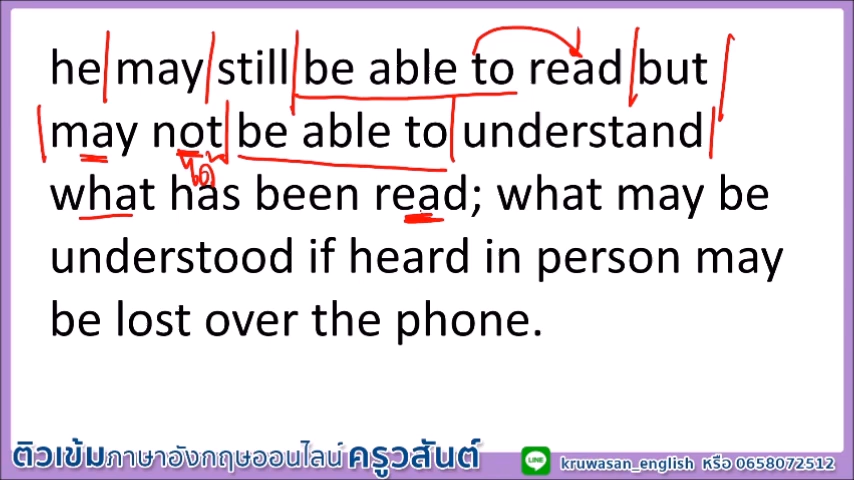 he may still be able to read but
may not be able to understand
what has been read; what may be
understood if heard in person may
be lost over the phone.
ติวเข้มภาษาอังกฤษออนไลน์ ครูวสันต์
LINE kruwasan_english หรือ 0658072512